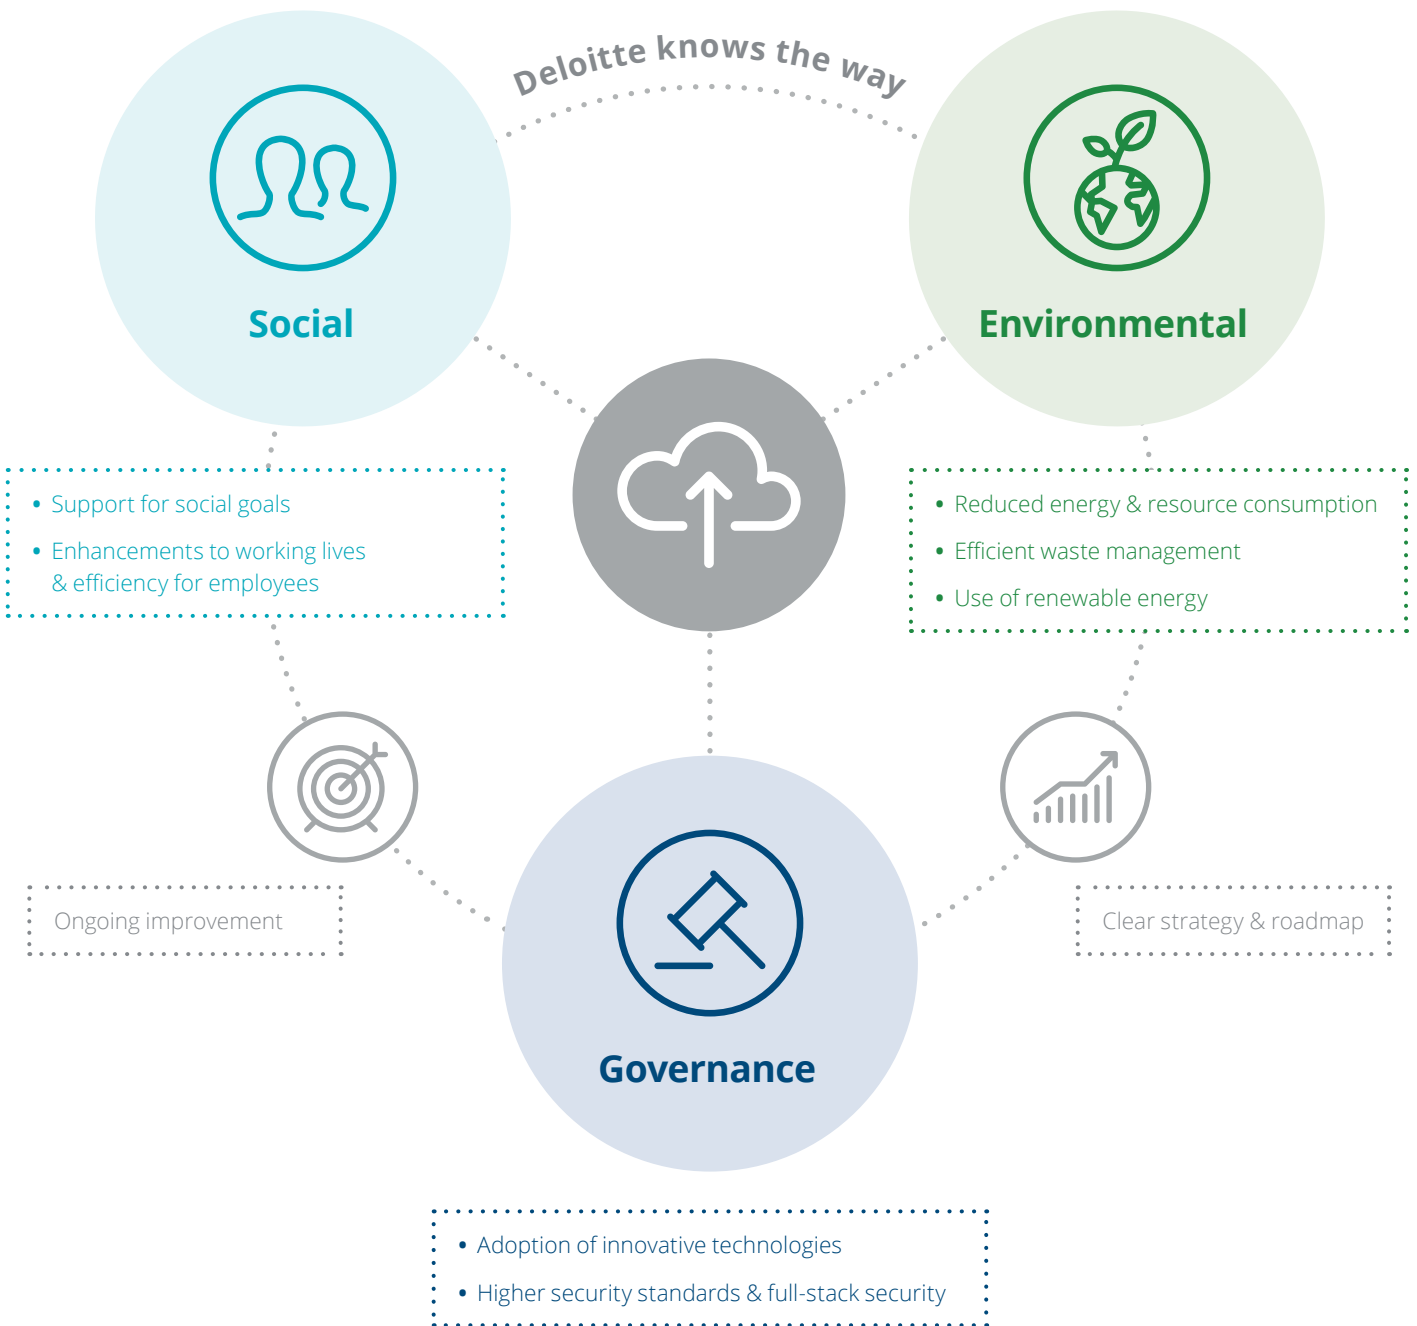 Deloitte knows the way
Social
Environmental
• Support for social goals
• Enhancements to working lives
& efficiency for employees
• Reduced energy & resource consumption
• Efficient waste management
• Use of renewable energy
Ongoing improvement
Clear strategy & roadmap
Governance
• Adoption of innovative technologies
• Higher security standards & full-stack security